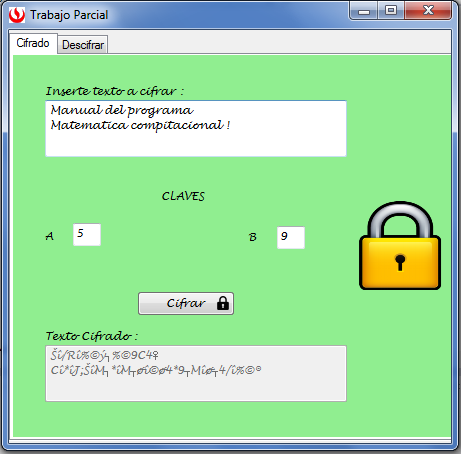 Trabajo Parcial
Cifrado
Descifrar
Inserte texto a cifrar :
Manual del programa
Matematica compitacional !
CLAVES
A
5
B
9
Cifrar
Texto Cifrado :